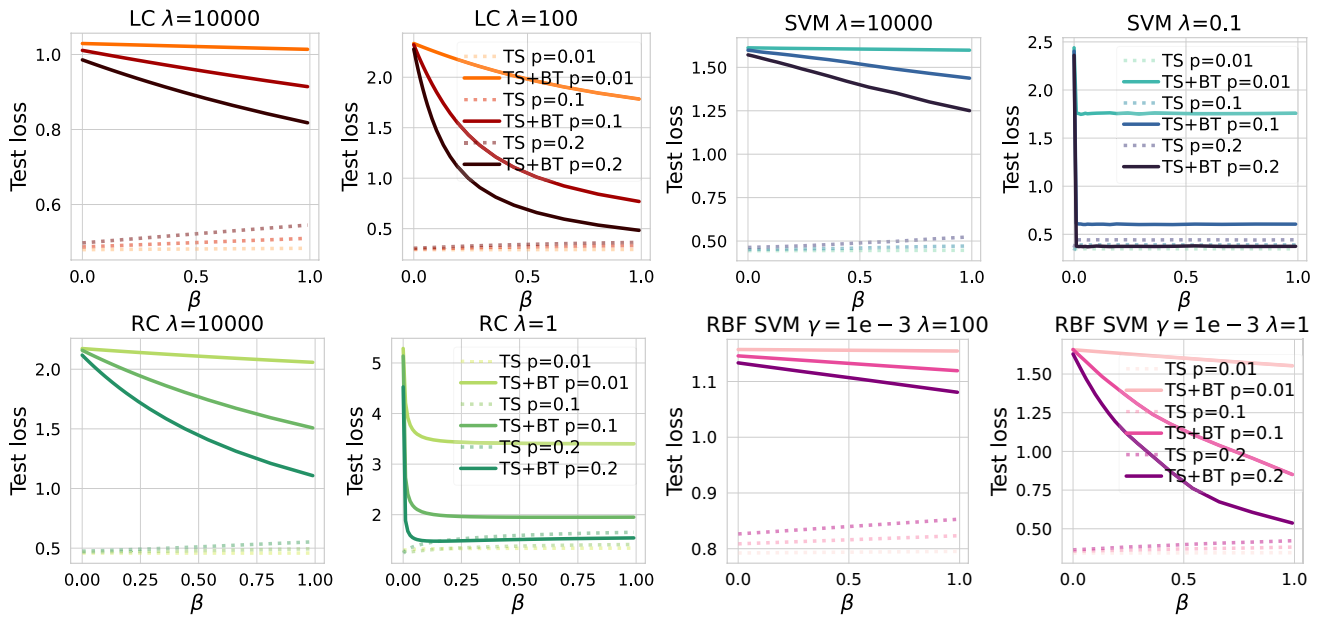 LC λ=10000
Test loss
1.0
0.8
0.6
0.0
0.5
1.0
β
LC λ=100
Test loss
2.0
1.5
1.0
0.5
0.0
0.5
1.0
β
TS p=0.01
TS+BT p=0.01
TS p=0.1
TS+BT p=0.1
TS p=0.2
TS+BT p=0.2
SVM λ=10000
Test loss
1.50
1.25
1.00
0.75
0.50
0.0
0.5
1.0
β
SVM λ=0.1
Test loss
2.5
2.0
1.5
1.0
0.5
0.0
0.5
1.0
β
TS p=0.01
TS+BT p=0.01
TS p=0.1
TS+BT p=0.1
TS p=0.2
TS+BT p=0.2
RC λ=10000
Test loss
2.0
1.5
1.0
0.5
0.00
0.25
0.50
0.75
1.00
β
RC λ=1
Test loss
5
4
3
2
0.00
0.25
0.50
0.75
1.00
β
TS p=0.01
TS+BT p=0.01
TS p=0.1
TS+BT p=0.1
TS p=0.2
TS+BT p=0.2
RBF SVM γ = 1e − 3 λ=100
Test loss
1.1
1.0
0.9
0.8
0.0
0.5
1.0
β
RBF SVM γ = 1e − 3 λ=1
Test loss
1.50
1.25
1.00
0.75
0.50
0.0
0.5
1.0
β
TS p=0.01
TS+BT p=0.01
TS p=0.1
TS+BT p=0.1
TS p=0.2
TS+BT p=0.2